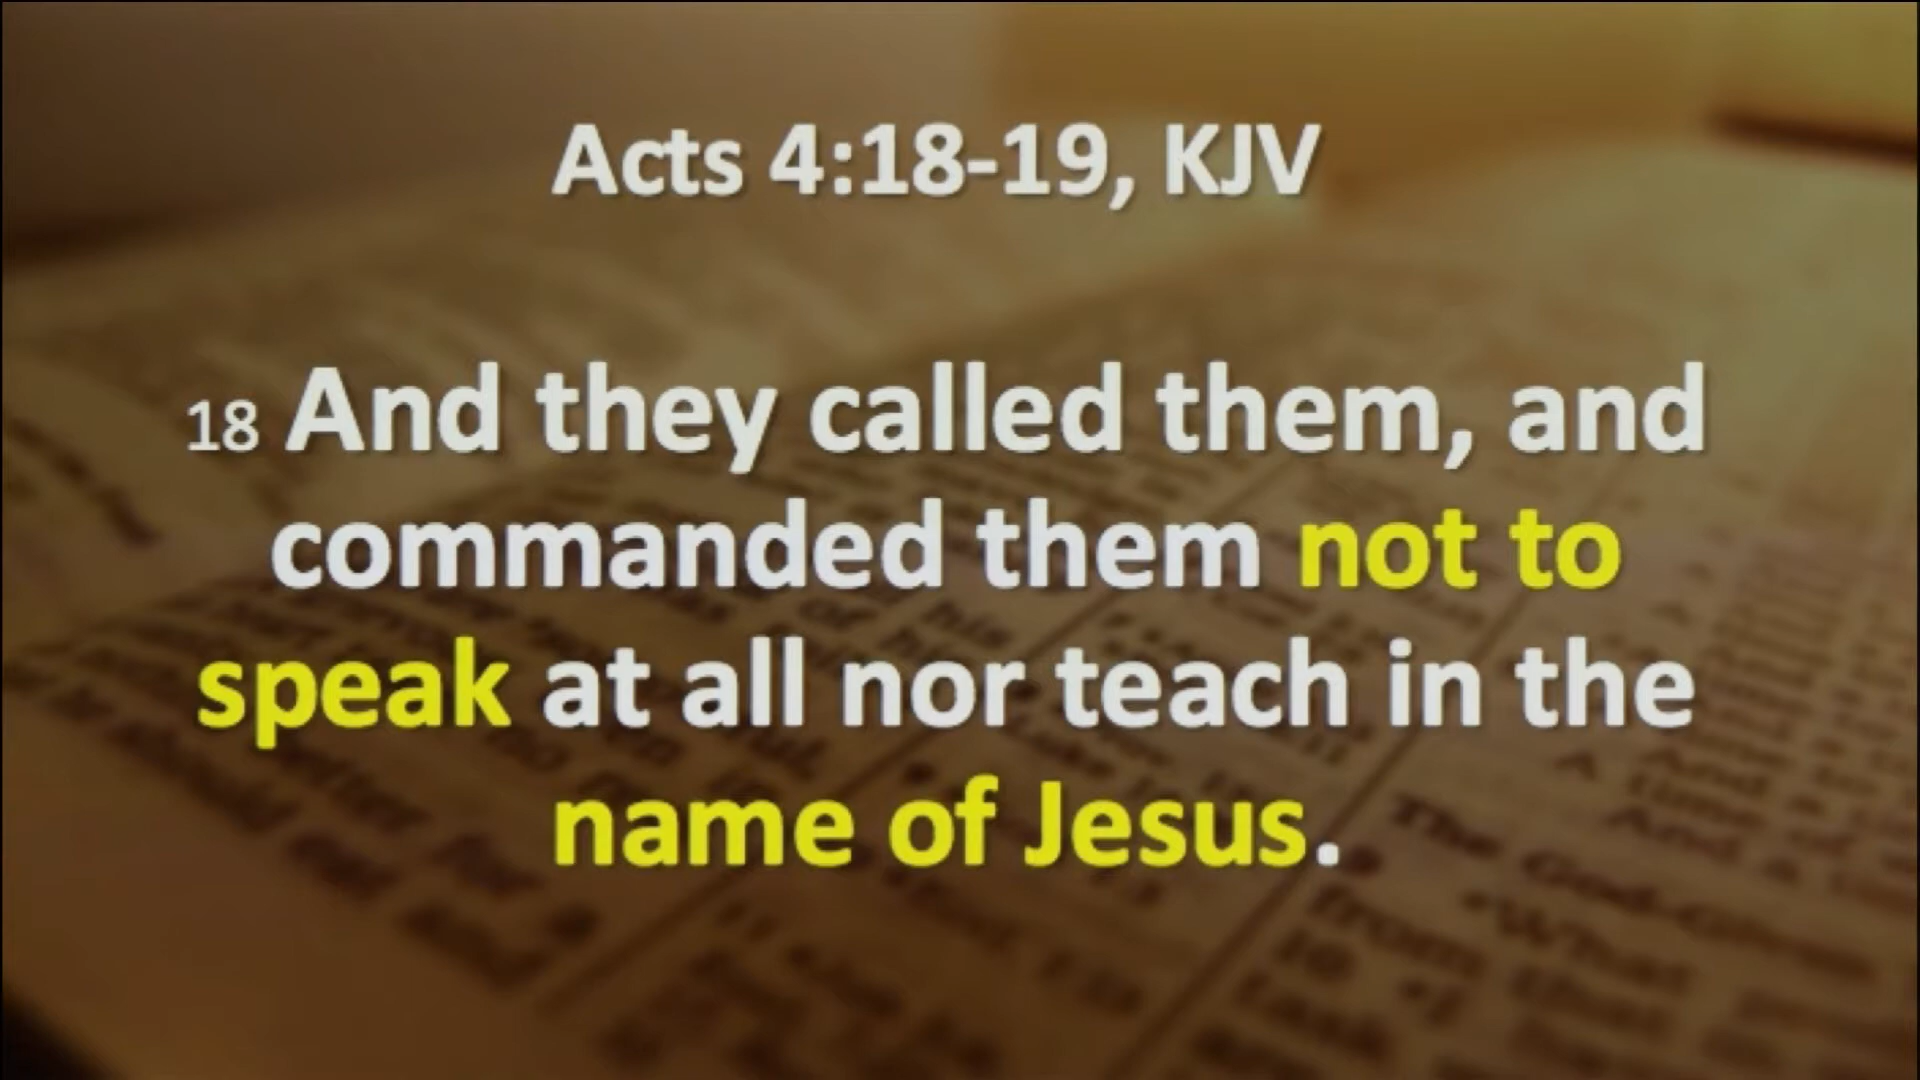 Acts 4:18-19, KJV
18 And they called them, and
commanded them not to
speak at all nor teach in the
name of Jesus.